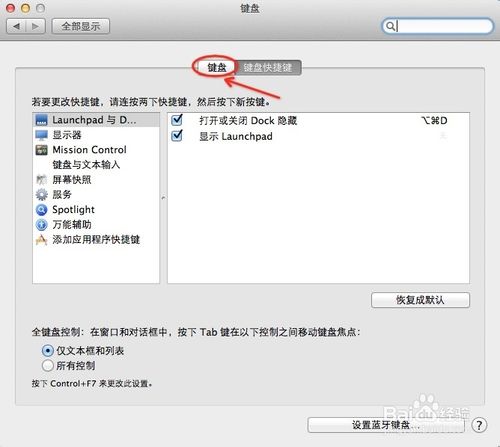 键盘
全部显示
键盘
键盘快捷键
若要更改快捷键，请连按两下快捷键，然后按下新按键。
Launchpad 与 D...
显示器
Mission Control
键盘与文本输入
屏幕快照
服务
Spotlight
万能辅助
添加应用程序快捷键
打开或关闭 Dock 隐藏 ⌥⌘D
显示 Launchpad
恢复成默认
全键盘控制：在窗口和对话框中，按下 Tab 键在以下控制之间移动键盘焦点：
仅文本框和列表
所有控制
按下 Control+F7 来更改此设置。
设置蓝牙键盘...
?
Baidu 经验